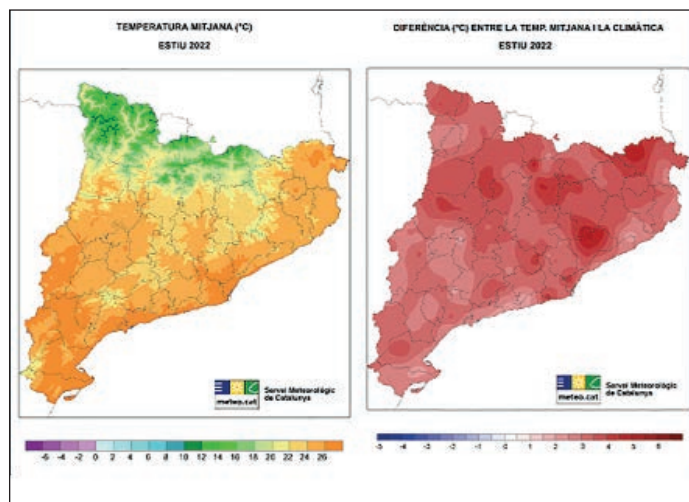 TEMPERATURA MITJANA (°C)
ESTIU 2022
Servei Meteorològic
de Catalunya
meteo.cat
-6 -4 -2 0 2 4 6 8 10 12 14 16 18 20 22 24 26
DIFERÈNCIA (°C) ENTRE LA TEMP. MITJANA I LA CLIMÀTICA
ESTIU 2022
Servei Meteorològic
de Catalunya
meteo.cat
-5 -4 -3 -2 -1 0 1 2 3 4 5 6